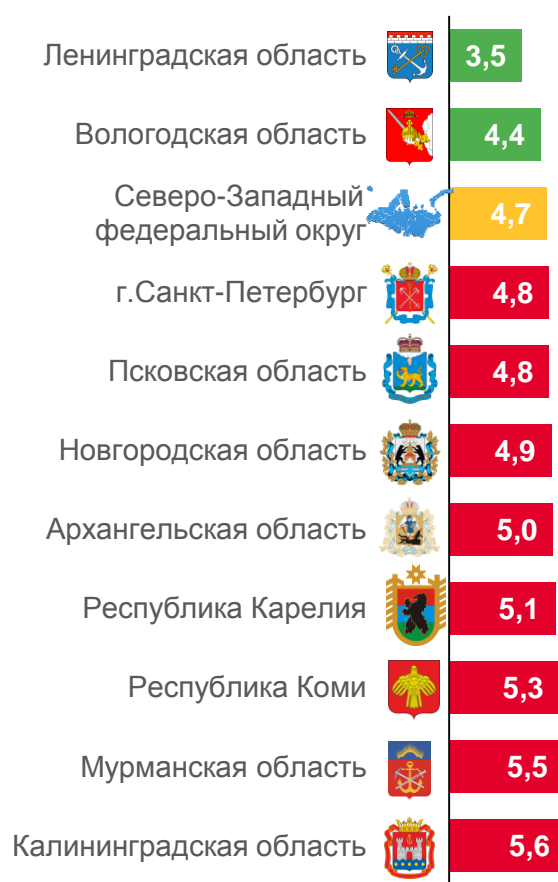 Ленинградская область 3,5
Вологодская область 4,4
Северо-Западный
федеральный округ 4,7
г.Санкт-Петербург 4,8
Псковская область 4,8
Новгородская область 4,9
Архангельская область 5,0
Республика Карелия 5,1
Республика Коми 5,3
Мурманская область 5,5
Калининградская область 5,6